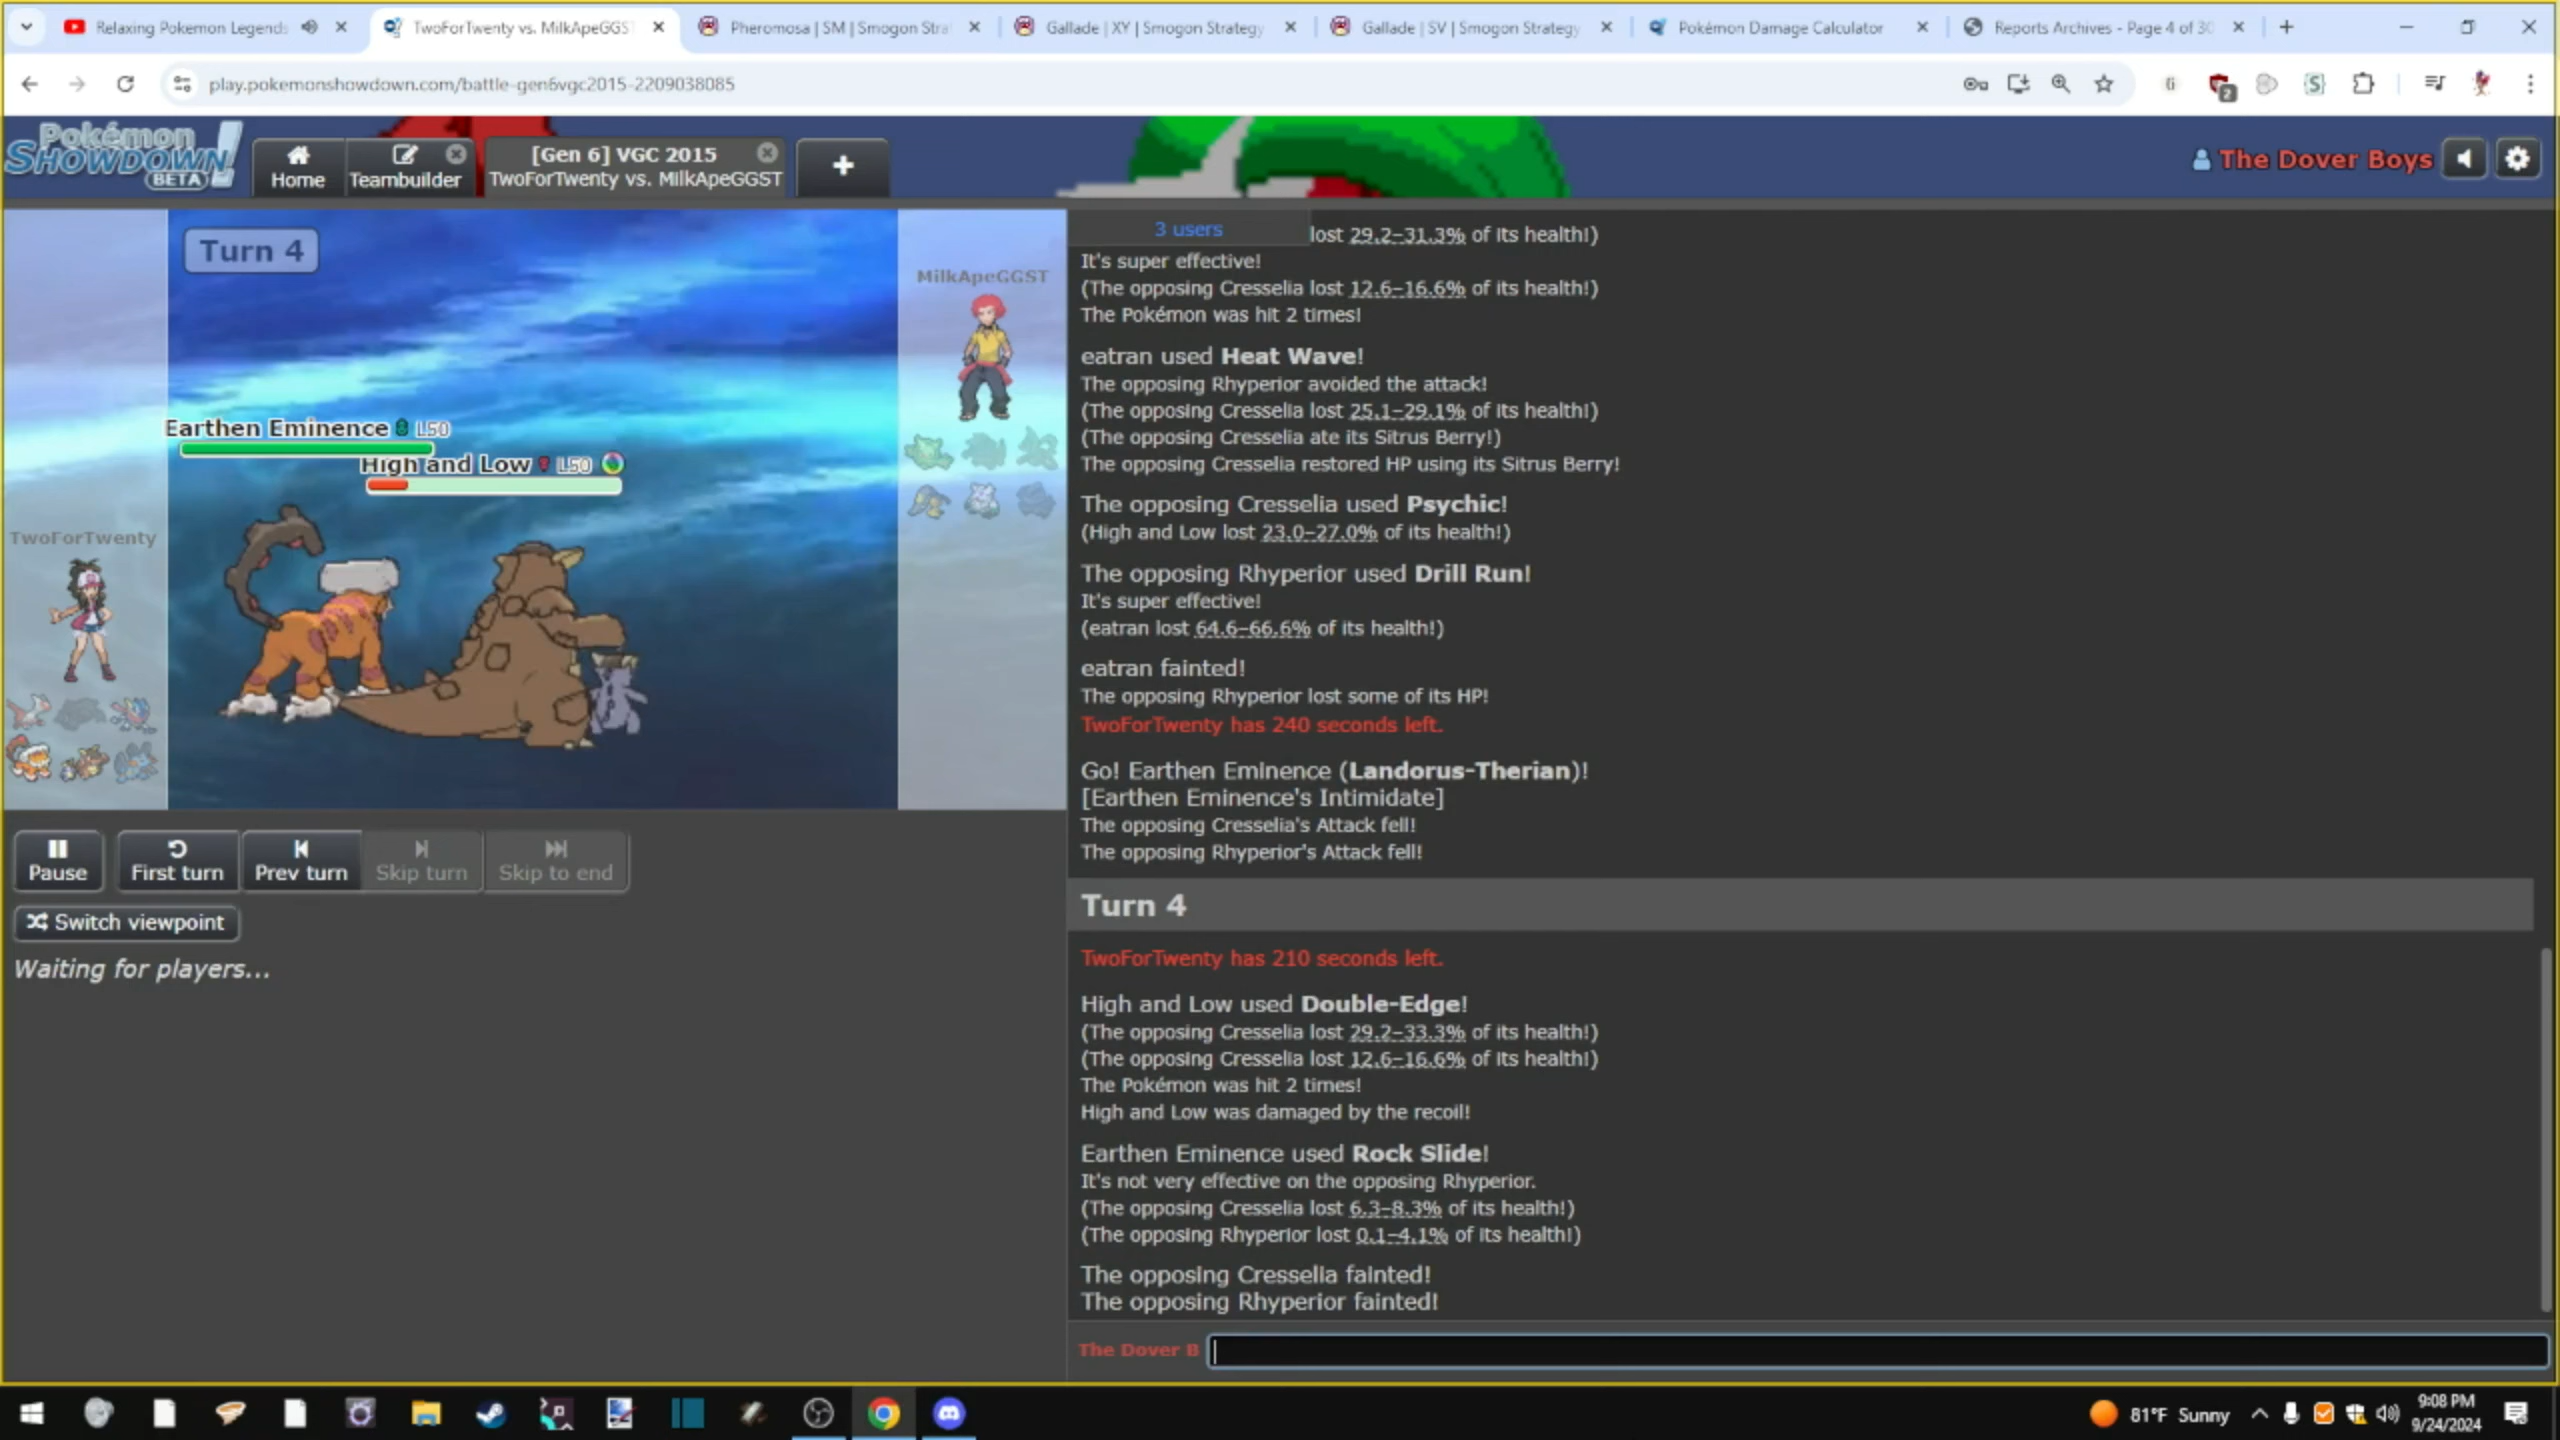 Relaxing Pokemon Legends
TwoForTwenty vs. MilkApeGGST
Pheromosa | SM | Smogon Stra
Gallade | XY | Smogon Strategy
Gallade | SV | Smogon Strategy
Pokémon Damage Calculator
Reports Archives - Page 4 of 30
play.pokemonshowdown.com/battle-gen6vgc2015-2209038085
2
Pokémon
SHOWDOWN!
BETA
Home
Teambuilder
[Gen 6] VGC 2015
TwoForTwenty vs. MilkApeGGST
The Dover Boys
Turn 4
MilkApeGGST
Earthen Eminence L50
High and Low L50
TwoForTwenty
Pause
First turn
Prev turn
Skip turn
Skip to end
Switch viewpoint
Waiting for players...
3 users
lost 29.2–31.3% of its health!)
It's super effective!
(The opposing Cresselia lost 12.6–16.6% of its health!)
The Pokémon was hit 2 times!
eatran used Heat Wave!
The opposing Rhyperior avoided the attack!
(The opposing Cresselia lost 25.1–29.1% of its health!)
(The opposing Cresselia ate its Sitrus Berry!)
The opposing Cresselia restored HP using its Sitrus Berry!
The opposing Cresselia used Psychic!
(High and Low lost 23.0–27.0% of its health!)
The opposing Rhyperior used Drill Run!
It's super effective!
(eatran lost 64.6–66.6% of its health!)
eatran fainted!
The opposing Rhyperior lost some of its HP!
TwoForTwenty has 240 seconds left.
Go! Earthen Eminence (Landorus-Therian)!
[Earthen Eminence's Intimidate]
The opposing Cresselia's Attack fell!
The opposing Rhyperior's Attack fell!
Turn 4
TwoForTwenty has 210 seconds left.
High and Low used Double-Edge!
(The opposing Cresselia lost 29.2–33.3% of its health!)
(The opposing Cresselia lost 12.6–16.6% of its health!)
The Pokémon was hit 2 times!
High and Low was damaged by the recoil!
Earthen Eminence used Rock Slide!
It's not very effective on the opposing Rhyperior.
(The opposing Cresselia lost 6.3–8.3% of its health!)
(The opposing Rhyperior lost 0.1–4.1% of its health!)
The opposing Cresselia fainted!
The opposing Rhyperior fainted!
The Dover B
81°F Sunny
9:08 PM
9/24/2024